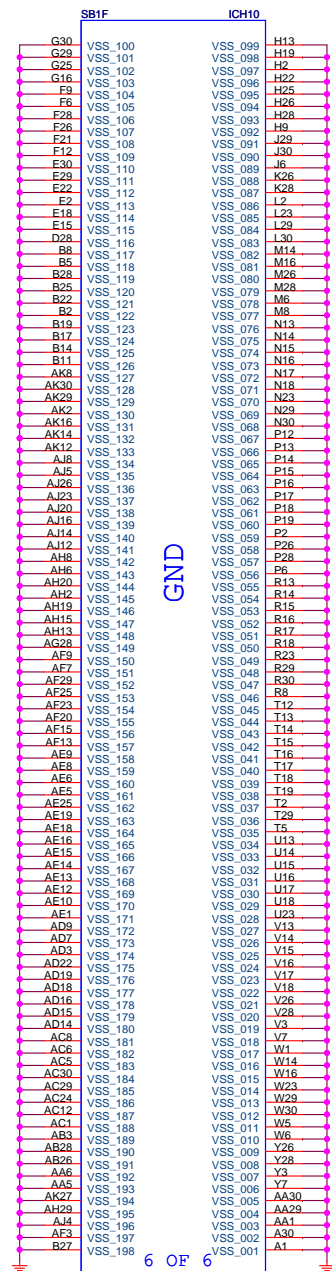 SB1F ICH10
G30 VSS_100 VSS_099 H13
G29 VSS_101 VSS_098 H19
G25 VSS_102 VSS_097 H2
G16 VSS_103 VSS_096 H22
F9 VSS_104 VSS_095 H25
F6 VSS_105 VSS_094 H26
F28 VSS_106 VSS_093 H28
F26 VSS_107 VSS_092 H9
F21 VSS_108 VSS_091 J29
F12 VSS_109 VSS_090 J30
E30 VSS_110 VSS_089 J6
E29 VSS_111 VSS_088 K26
E22 VSS_112 VSS_087 K28
E2 VSS_113 VSS_086 L2
E18 VSS_114 VSS_085 L23
E15 VSS_115 VSS_084 L29
D28 VSS_116 VSS_083 L30
B8 VSS_117 VSS_082 M14
B5 VSS_118 VSS_081 M16
B28 VSS_119 VSS_080 M26
B25 VSS_120 VSS_079 M28
B22 VSS_121 VSS_078 M6
B2 VSS_122 VSS_077 M8
B19 VSS_123 VSS_076 N13
B17 VSS_124 VSS_075 N14
B14 VSS_125 VSS_074 N15
B11 VSS_126 VSS_073 N16
AK8 VSS_127 VSS_072 N17
AK30 VSS_128 VSS_071 N18
AK29 VSS_129 VSS_070 N23
AK2 VSS_130 VSS_069 N29
AK16 VSS_131 VSS_068 N30
AK14 VSS_132 VSS_067 P12
AK12 VSS_133 VSS_066 P13
AJ8 VSS_134 VSS_065 P14
AJ5 VSS_135 VSS_064 P15
AJ26 VSS_136 VSS_063 P16
AJ23 VSS_137 VSS_062 P17
AJ20 VSS_138 VSS_061 P18
AJ16 VSS_139 VSS_060 P19
AJ14 VSS_140 VSS_059 P2
AJ12 VSS_141 VSS_058 P26
AH8 VSS_142 VSS_057 P28
AH6 VSS_143 VSS_056 P6
AH20 VSS_144 VSS_055 R13
AH2 VSS_145 VSS_054 R14
AH19 VSS_146 VSS_053 R15
AH15 VSS_147 VSS_052 R16
AH13 VSS_148 VSS_051 R17
AG28 VSS_149 VSS_050 R18
AF9 VSS_150 VSS_049 R23
AF7 VSS_151 VSS_048 R29
AF29 VSS_152 VSS_047 R30
AF25 VSS_153 VSS_046 R8
AF23 VSS_154 VSS_045 T12
AF20 VSS_155 VSS_044 T13
AF15 VSS_156 VSS_043 T14
AF13 VSS_157 VSS_042 T15
AE9 VSS_158 VSS_041 T16
AE8 VSS_159 VSS_040 T17
AE6 VSS_160 VSS_039 T18
AE5 VSS_161 VSS_038 T19
AE25 VSS_162 VSS_037 T2
AE19 VSS_163 VSS_036 T29
AE18 VSS_164 VSS_035 T5
AE16 VSS_165 VSS_034 U13
AE15 VSS_166 VSS_033 U14
AE14 VSS_167 VSS_032 U15
AE13 VSS_168 VSS_031 U16
AE12 VSS_169 VSS_030 U17
AE10 VSS_170 VSS_029 U18
AE1 VSS_171 VSS_028 U23
AD9 VSS_172 VSS_027 V13
AD7 VSS_173 VSS_026 V14
AD3 VSS_174 VSS_025 V15
AD22 VSS_175 VSS_024 V16
AD19 VSS_176 VSS_023 V17
AD18 VSS_177 VSS_022 V18
AD16 VSS_178 VSS_021 V26
AD15 VSS_179 VSS_020 V28
AD14 VSS_180 VSS_019 V3
AC8 VSS_181 VSS_018 V7
AC6 VSS_182 VSS_017 W1
AC5 VSS_183 VSS_016 W14
AC30 VSS_184 VSS_015 W16
AC29 VSS_185 VSS_014 W23
AC24 VSS_186 VSS_013 W29
AC12 VSS_187 VSS_012 W30
AC1 VSS_188 VSS_011 W5
AB3 VSS_189 VSS_010 W6
AB28 VSS_190 VSS_009 Y26
AB26 VSS_191 VSS_008 Y28
AA6 VSS_192 VSS_007 Y3
AA5 VSS_193 VSS_006 Y7
AK27 VSS_194 VSS_005 AA30
AH29 VSS_195 VSS_004 AA29
AJ4 VSS_196 VSS_003 AA1
AF3 VSS_197 VSS_002 A30
B27 VSS_198 VSS_001 A1
GND
6 OF 6